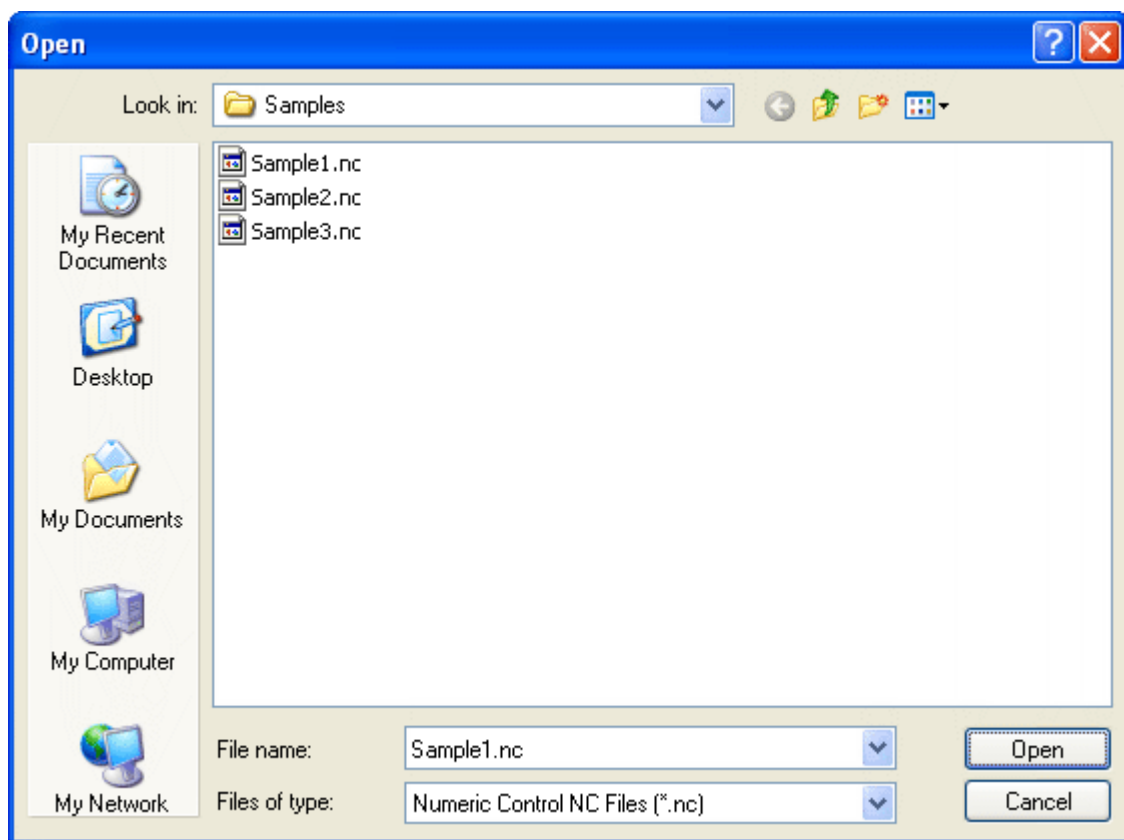 Open
Look in: Samples
Sample1.nc
Sample2.nc
Sample3.nc
My Recent
Documents
Desktop
My Documents
My Computer
My Network
File name: Sample1.nc Open
Files of type: Numeric Control NC Files (*.nc) Cancel